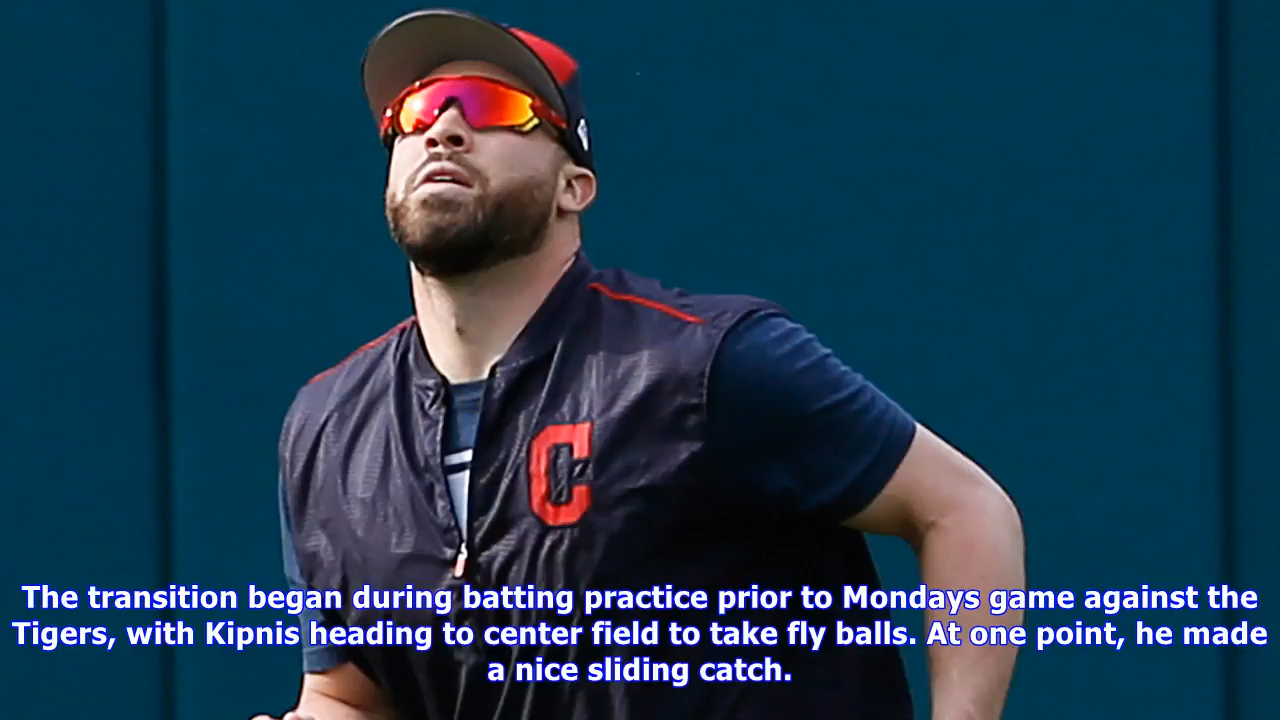 C
The transition began during batting practice prior to Mondays game against the
Tigers, with Kipnis heading to center field to take fly balls. At one point, he made
a nice sliding catch.